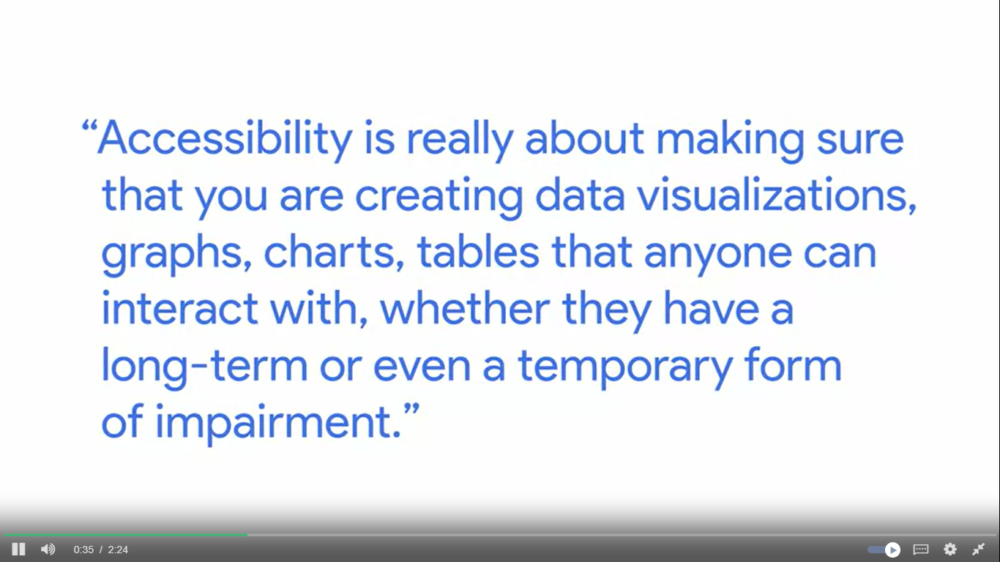 “Accessibility is really about making sure
that you are creating data visualizations,
graphs, charts, tables that anyone can
interact with, whether they have a
long-term or even a temporary form
of impairment.”
0:35 / 2:24